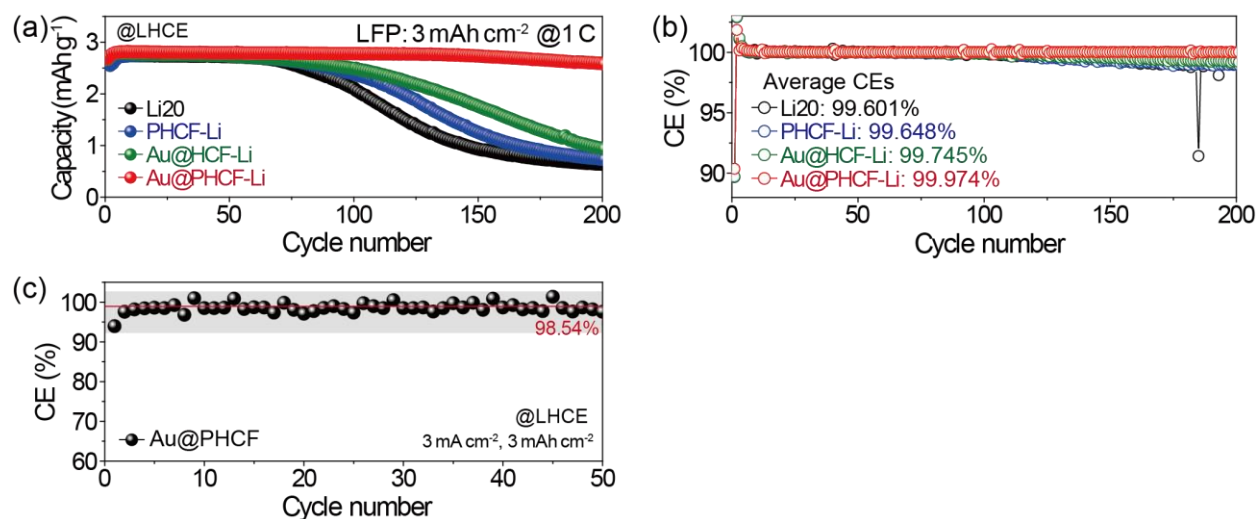 (a)
@LHCE
LFP: 3 mAh cm⁻² @1 C
Capacity(mAh g⁻¹)
3
2
1
0
Li20
PHCF-Li
Au@HCF-Li
Au@PHCF-Li
0 50 100 150 200
Cycle number
(b)
CE (%)
100
95
90
Average CEs
Li20: 99.601%
PHCF-Li: 99.648%
Au@HCF-Li: 99.745%
Au@PHCF-Li: 99.974%
0 50 100 150 200
Cycle number
(c)
CE (%)
100
90
80
70
60
98.54%
@LHCE
Au@PHCF
3 mA cm⁻², 3 mAh cm⁻²
10 20 30 40 50
Cycle number